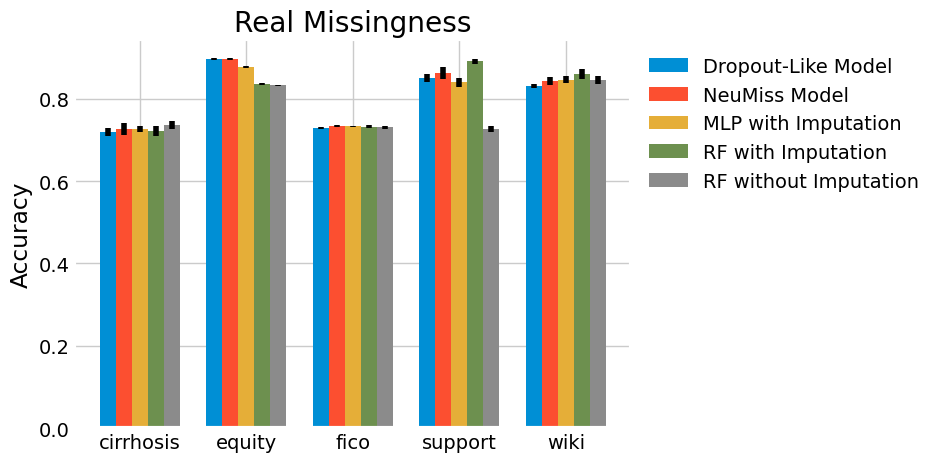 Real Missingness
Accuracy
0.8
0.6
0.4
0.2
0.0
cirrhosis
equity
fico
support
wiki
Dropout-Like Model
NeuMiss Model
MLP with Imputation
RF with Imputation
RF without Imputation